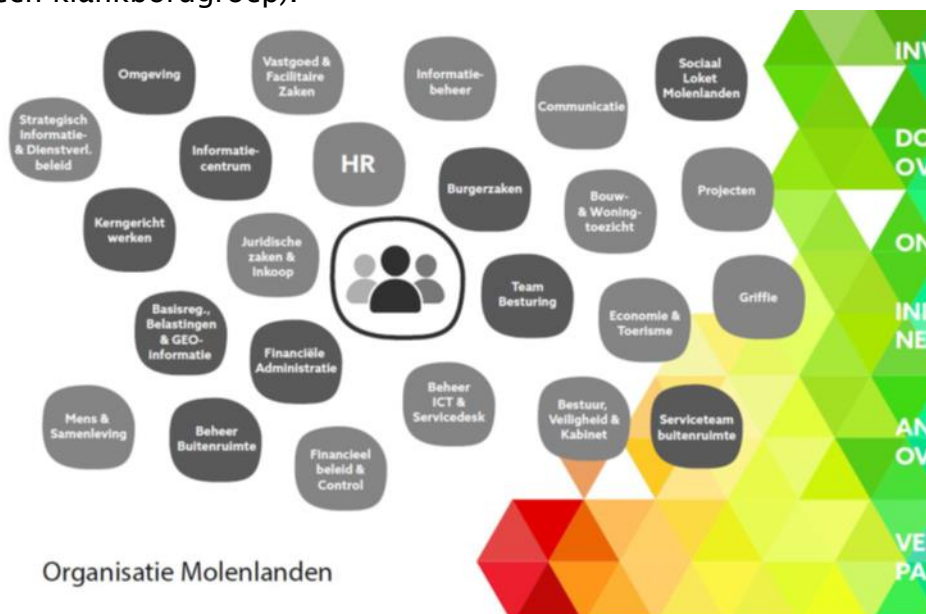 een klankbordgroep).
Omgeving
Vastgoed &
Facilitaire
Zaken
Informatie-
beheer
Sociaal
Loket
Molenlanden
Communicatie
Strategisch
Informatie-
& Dienstverl.
beleid
Informatie-
centrum
HR
Burgerzaken
Bouw-
& Woning-
toezicht
Projecten
Kerngericht
werken
Juridische
zaken &
Inkoop
Team
Besturing
Economie &
Toerisme
Griffie
Basisreg.,
Belastingen
& GEO-
informatie
Financiële
Administratie
Mens &
Samenleving
Beheer
Buitenruimte
Financieel
beleid &
Control
Beheer
ICT &
Servicedesk
Bestuur,
Veiligheid &
Kabinet
Serviceteam
buitenruimte
Organisatie Molenlanden